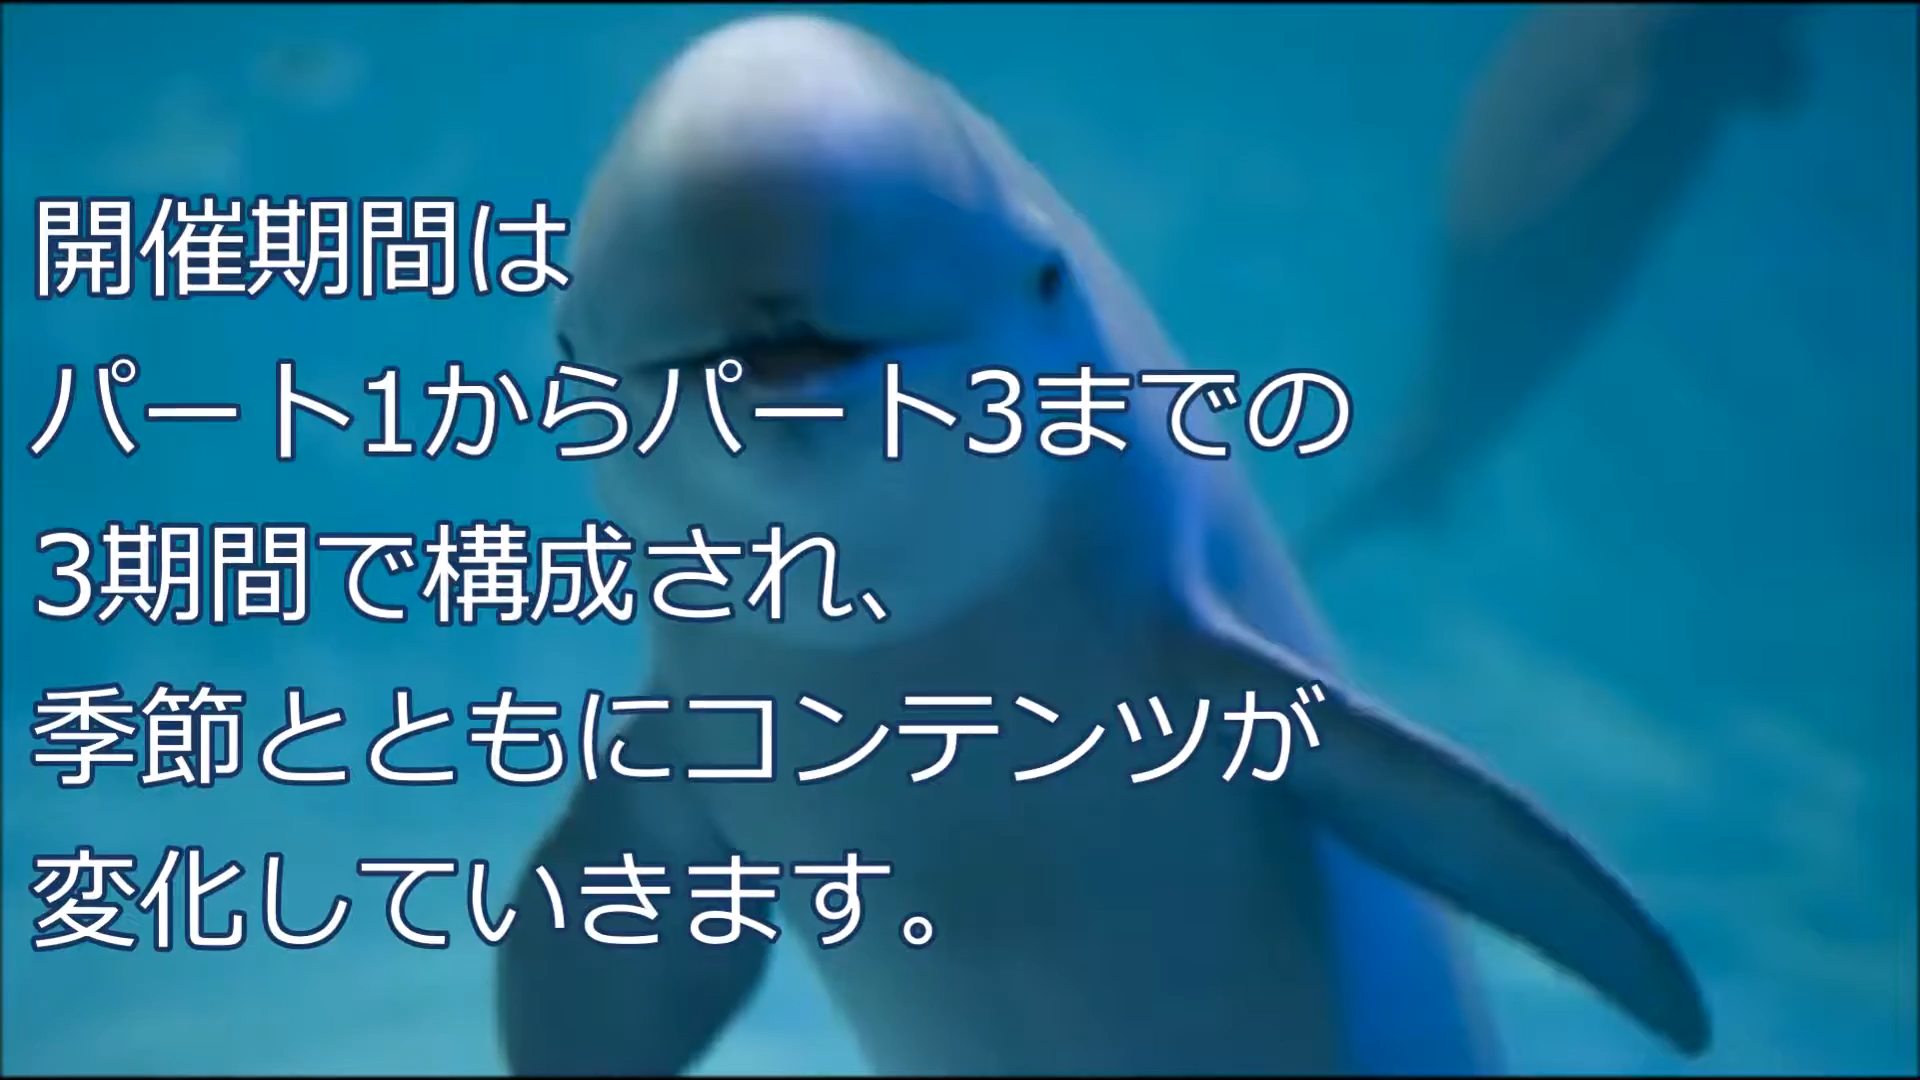 開催期間は
パート1からパート3までの
3期間で構成され、
季節とともにコンテンツが
変化していきます。